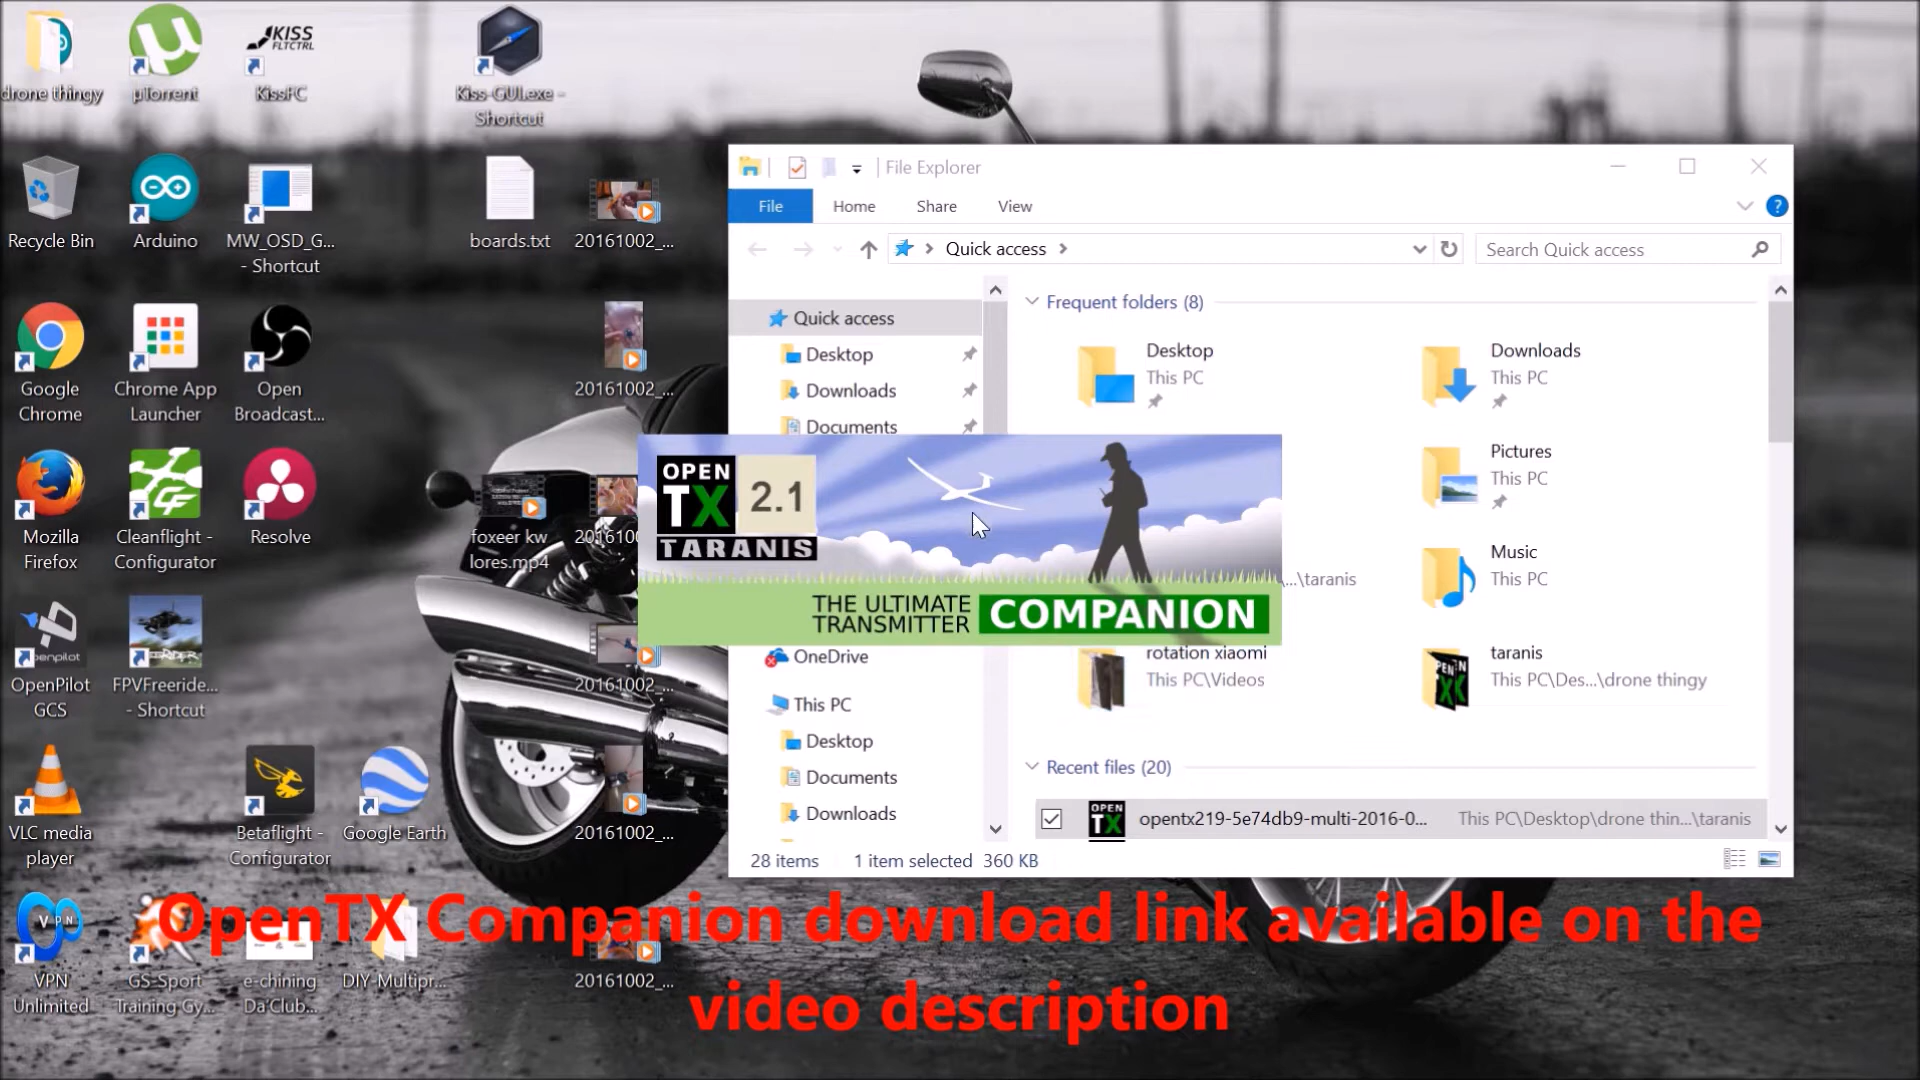 drone thingy
µTorrent
KISS
FLTCTRL
KissFC
Kiss-GUI.exe -
Shortcut
Recycle Bin
Arduino
MW_OSD_G...
- Shortcut
boards.txt
20161002_...
Google
Chrome
Chrome App
Launcher
Open
Broadcast...
20161002_...
Mozilla
Firefox
Cleanflight -
Configurator
Resolve
foxeer kw
lores.mp4
201610
OpenPilot
GCS
FPVFreeride...
- Shortcut
20161002_...
VLC media
player
Betaflight -
Configurator
Google Earth
20161002_...
VPN
VPN
Unlimited
GS-Sport
Training Gy...
e-chining
Da'Club...
DIY-Multipr...
20161002_...
File Explorer
File
Home
Share
View
?
Quick access
Search Quick access
Quick access
Desktop
Downloads
Documents
OneDrive
This PC
Desktop
Documents
Downloads
Frequent folders (8)
Desktop
This PC
Downloads
This PC
Pictures
This PC
...\taranis
Music
This PC
rotation xiaomi
This PC\Videos
taranis
This PC\Des...\drone thingy
Recent files (20)
OPEN
TX
opentx219-5e74db9-multi-2016-0...
This PC\Desktop\drone thin...\taranis
28 items
1 item selected 360 KB
OPEN
TX
2.1
TARANIS
THE ULTIMATE
TRANSMITTER
COMPANION
OpenTX Companion download link available on the
video description